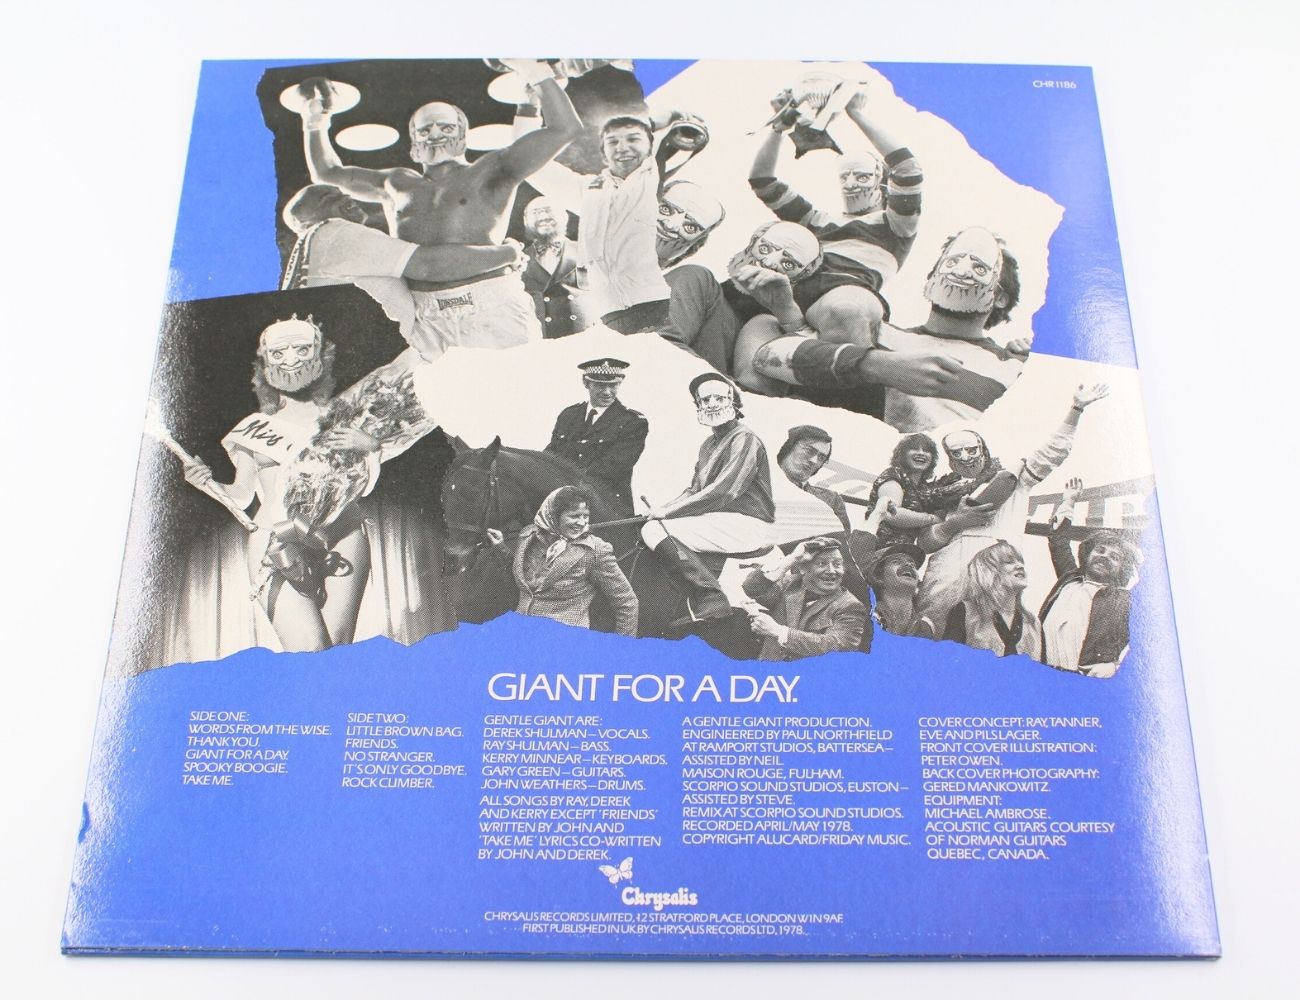 CHR 1186
LONSDALE
Miss
GIANT FOR A DAY.
SIDE ONE:
WORDS FROM THE WISE.
THANK YOU.
GIANT FOR A DAY.
SPOOKY BOOGIE.
TAKE ME.
SIDE TWO:
LITTLE BROWN BAG.
FRIENDS.
NO STRANGER.
IT'S ONLY GOODBYE.
ROCK CLIMBER.
GENTLE GIANT ARE:
DEREK SHULMAN – VOCALS.
RAY SHULMAN – BASS.
KERRY MINNEAR – KEYBOARDS.
GARY GREEN – GUITARS.
JOHN WEATHERS – DRUMS.
ALL SONGS BY RAY, DEREK
AND KERRY EXCEPT 'FRIENDS'
WRITTEN BY JOHN AND
'TAKE ME' LYRICS CO-WRITTEN
BY JOHN AND DEREK.
A GENTLE GIANT PRODUCTION.
ENGINEERED BY PAUL NORTHFIELD
AT RAMPORT STUDIOS, BATTERSEA –
ASSISTED BY NEIL.
MAISON ROUGE, FULHAM.
SCORPIO SOUND STUDIOS, EUSTON –
ASSISTED BY STEVE.
REMIX AT SCORPIO SOUND STUDIOS.
RECORDED APRIL/MAY 1978.
COPYRIGHT ALUCARD/FRIDAY MUSIC.
COVER CONCEPT: RAY, TANNER,
EVE AND PILS LAGER.
FRONT COVER ILLUSTRATION:
PETER OWEN.
BACK COVER PHOTOGRAPHY:
GERED MANKOWITZ.
EQUIPMENT:
MICHAEL AMBROSE.
ACOUSTIC GUITARS COURTESY
OF NORMAN GUITARS
QUEBEC, CANADA.
Chrysalis
CHRYSALIS RECORDS LIMITED, 12 STRATFORD PLACE, LONDON W1N 9AF.
FIRST PUBLISHED IN UK BY CHRYSALIS RECORDS LTD, 1978.